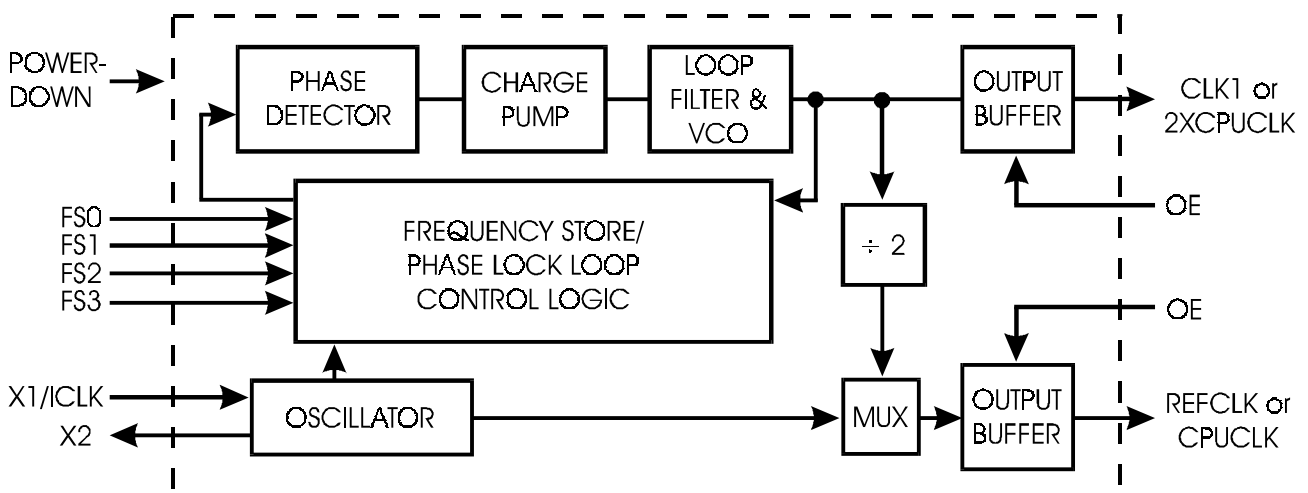 POWER-
DOWN
PHASE
DETECTOR
CHARGE
PUMP
LOOP
FILTER &
VCO
OUTPUT
BUFFER
CLK1 or
2XCPUCLK
OE
FS0
FS1
FS2
FS3
FREQUENCY STORE/
PHASE LOCK LOOP
CONTROL LOGIC
÷ 2
OE
X1/ICLK
X2
OSCILLATOR
MUX
OUTPUT
BUFFER
REFCLK or
CPUCLK